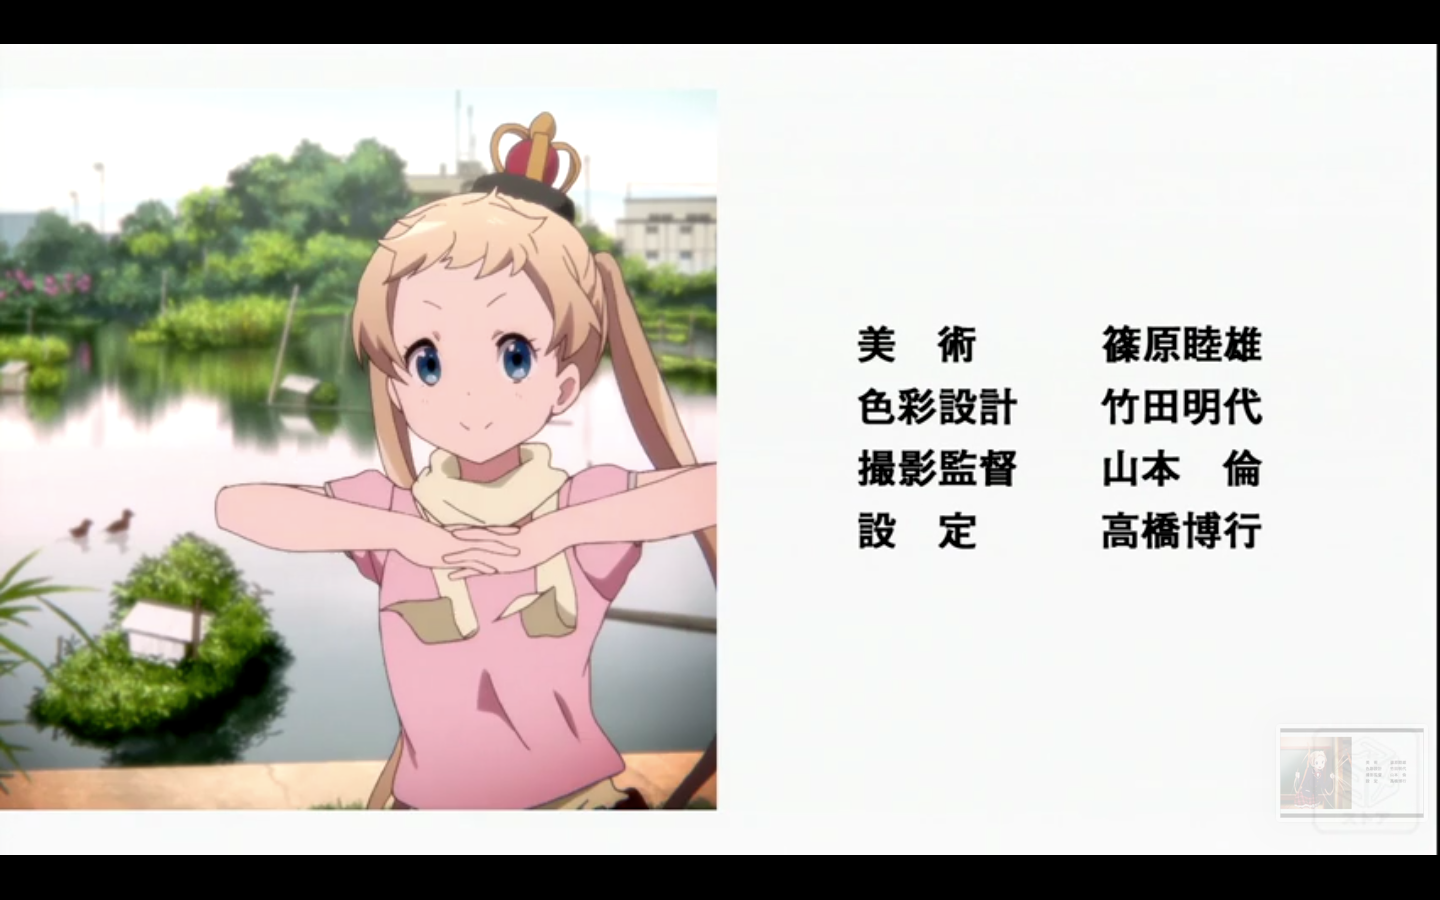 美　術　　　篠原睦雄
色彩設計　　竹田明代
撮影監督　　山本　倫
設　定　　　高橋博行